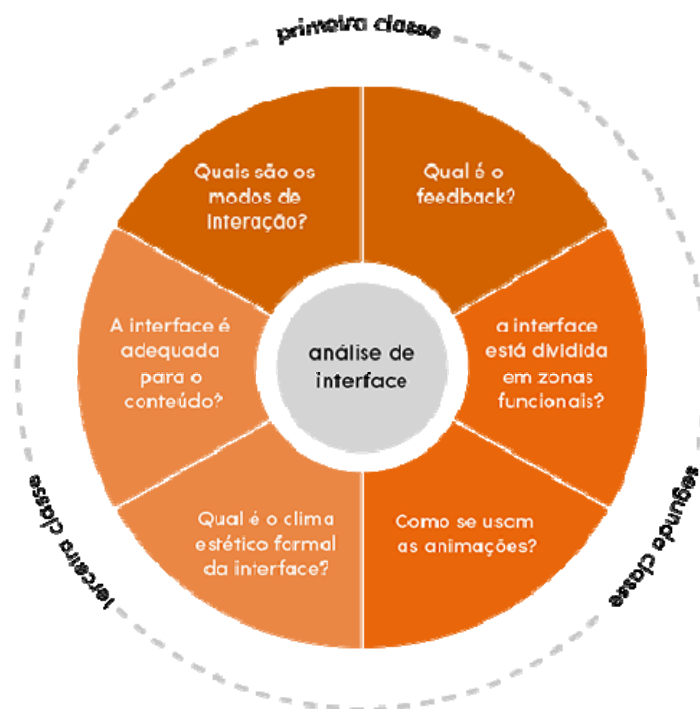 primeira classe
Quais são os
modos de
interação?
Qual é o
feedback?
A interface é
adequada
para o
conteúdo?
análise de
interface
a interface
está dividida
em zonas
funcionais?
Qual é o clima
estético formal
da interface?
Como se usam
as animações?
terceira classe
segunda classe